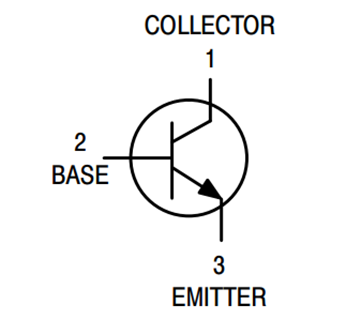 COLLECTOR
1
2
BASE
3
EMITTER